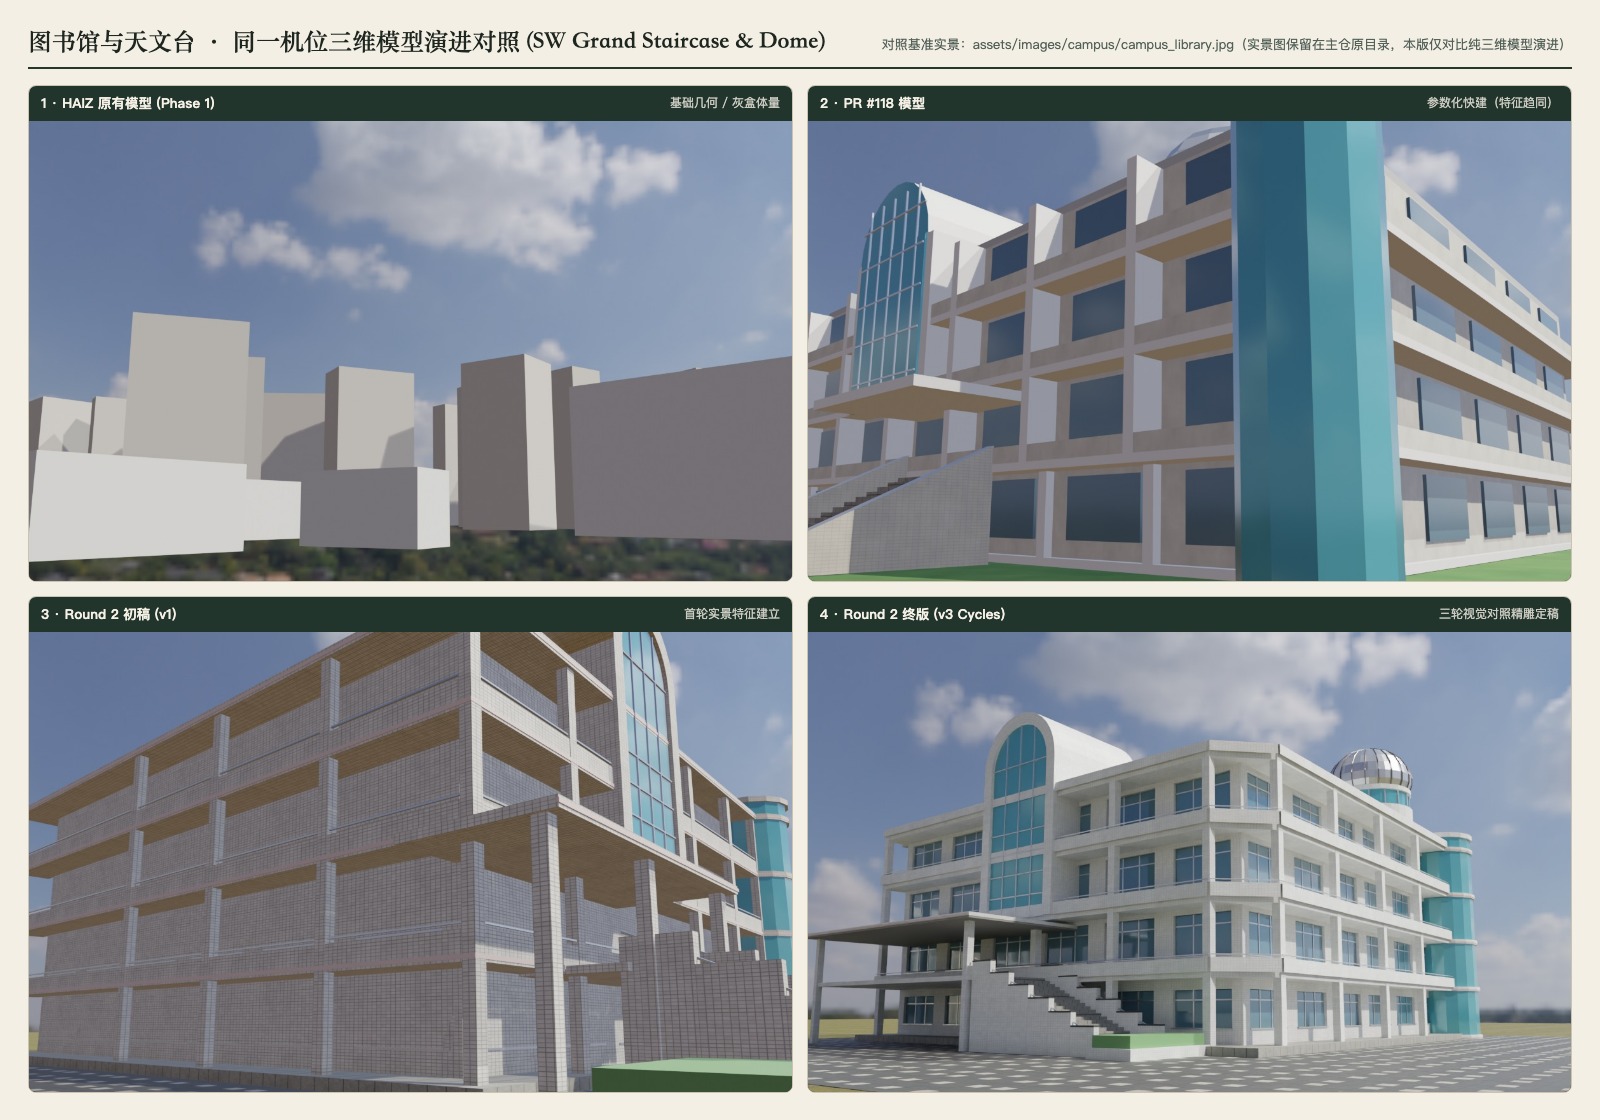 图书馆与天文台 · 同一机位三维模型演进对照 (SW Grand Staircase & Dome)
对照基准实景：assets/images/campus/campus_library.jpg（实景图保留在主仓原目录，本版仅对比纯三维模型演进）
1 · HAIZ 原有模型 (Phase 1)
基础几何 / 灰盒体量
2 · PR #118 模型
参数化快建（特征趋同）
3 · Round 2 初稿 (v1)
首轮实景特征建立
4 · Round 2 终版 (v3 Cycles)
三轮视觉对照精雕定稿